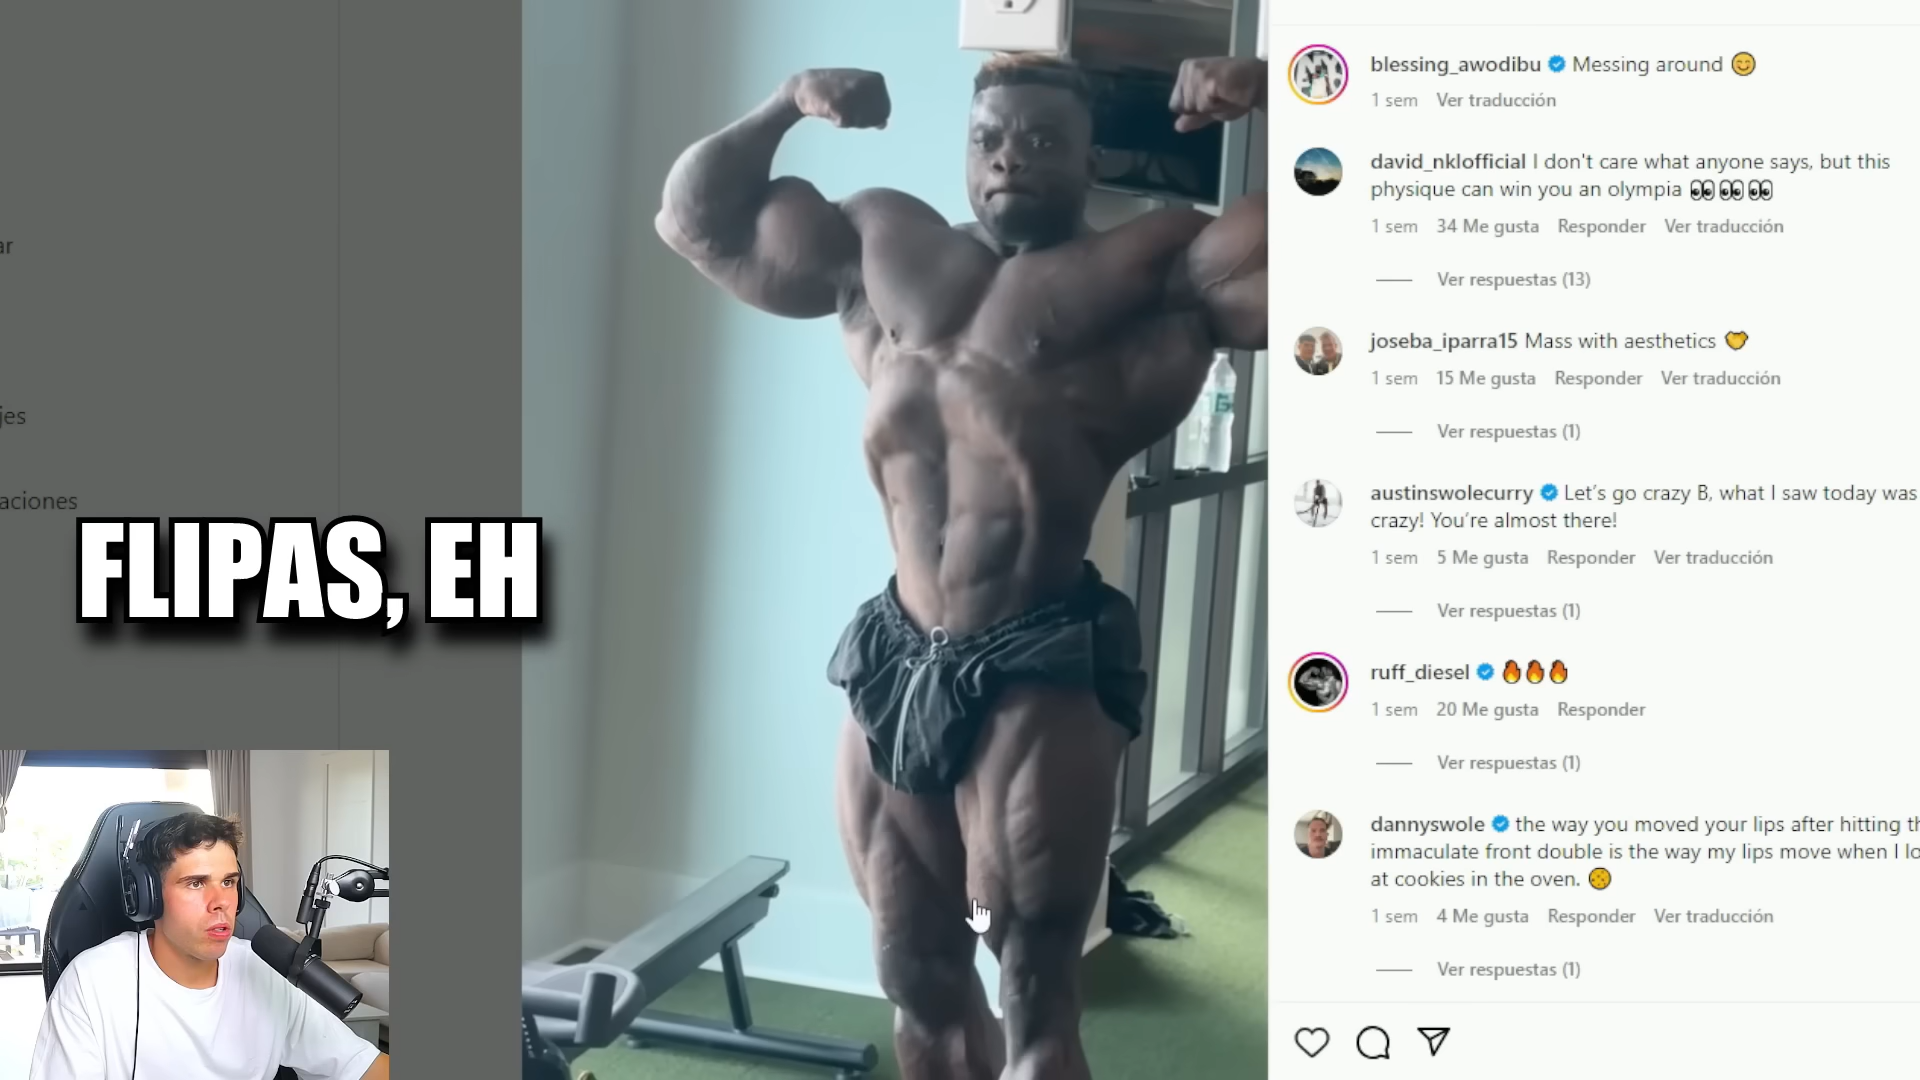 ar
jes
aciones
FLIPAS, EH
blessing_awodibu Messing around
1 sem Ver traducción
david_nklofficial I don't care what anyone says, but this
physique can win you an olympia
1 sem 34 Me gusta Responder Ver traducción
Ver respuestas (13)
joseba_iparra15 Mass with aesthetics
1 sem 15 Me gusta Responder Ver traducción
Ver respuestas (1)
austinswolecurry Let's go crazy B, what I saw today was
crazy! You're almost there!
1 sem 5 Me gusta Responder Ver traducción
Ver respuestas (1)
ruff_diesel 🔥🔥🔥
1 sem 20 Me gusta Responder
Ver respuestas (1)
dannyswole the way you moved your lips after hitting th
immaculate front double is the way my lips move when I lo
at cookies in the oven.
1 sem 4 Me gusta Responder Ver traducción
Ver respuestas (1)